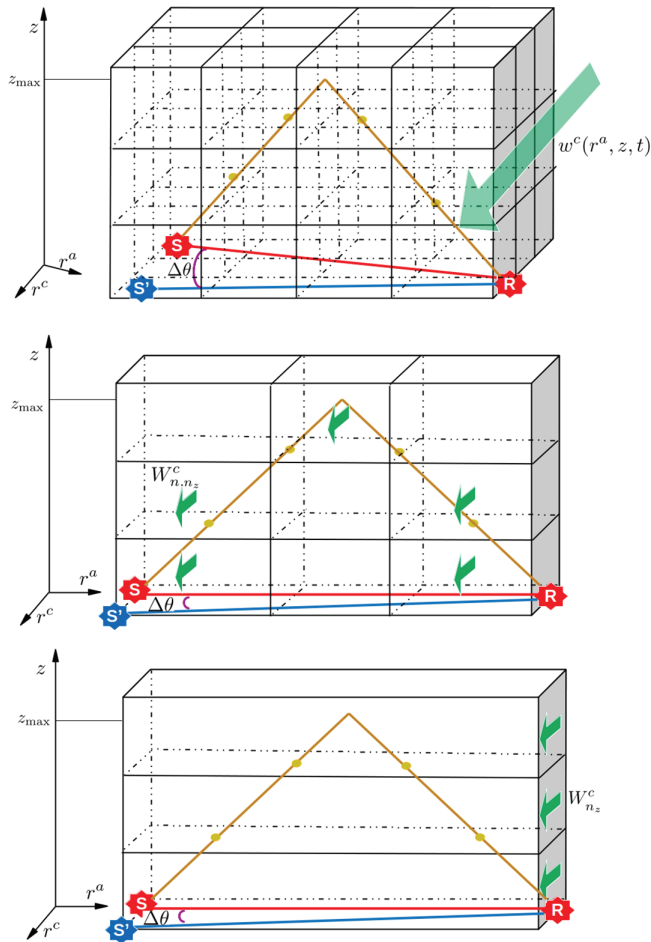 z
z_max
w^c(r^a, z, t)
S
Δθ
r^a
S'
R
r^c
z
z_max
W^c_{n,n_z}
S
R
r^a
Δθ
S'
r^c
z
z_max
W^c_{n_z}
S
R
r^a
Δθ
S'
r^c